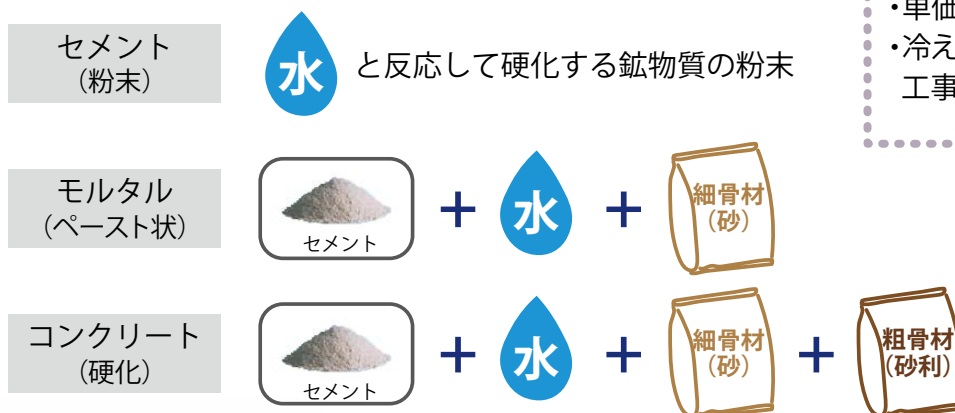 ・単価
・冷え
工事
セメント
（粉末）
水
と反応して硬化する鉱物質の粉末
モルタル
（ペースト状）
セメント
+
水
+
細骨材
（砂）
コンクリート
（硬化）
セメント
+
水
+
細骨材
（砂）
+
粗骨材
（砂利）